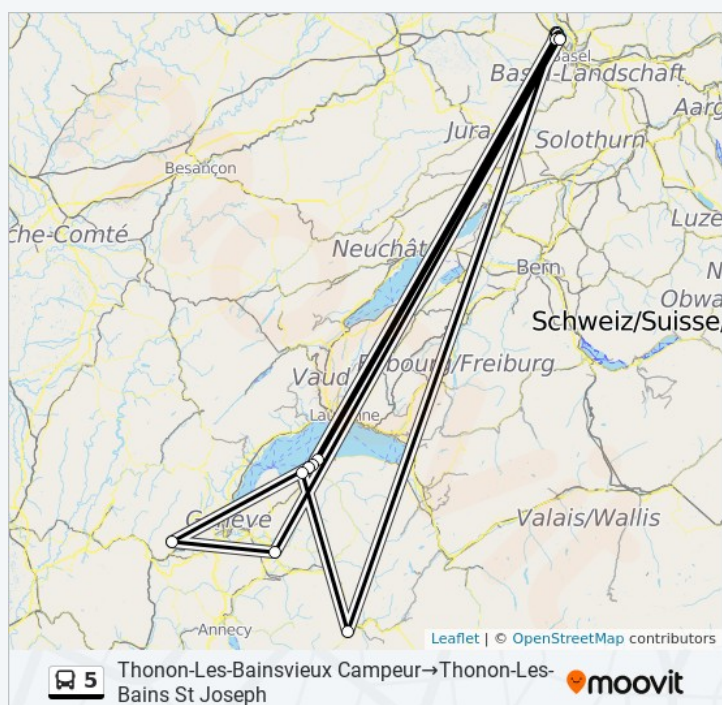 Basel
Basel-Landschaft
Aarg
Jura
Solothurn
Besançon
Luze
che-Comté
Neuchât
Bern
N
Obwa
Schweiz/Suisse/
Fribourg/Freiburg
Vaud
Lausanne
Genève
Valais/Wallis
Annecy
Leaflet | © OpenStreetMap contributors
5 Thonon-Les-Bainsvieux Campeur→Thonon-Les-
Bains St Joseph
moovit